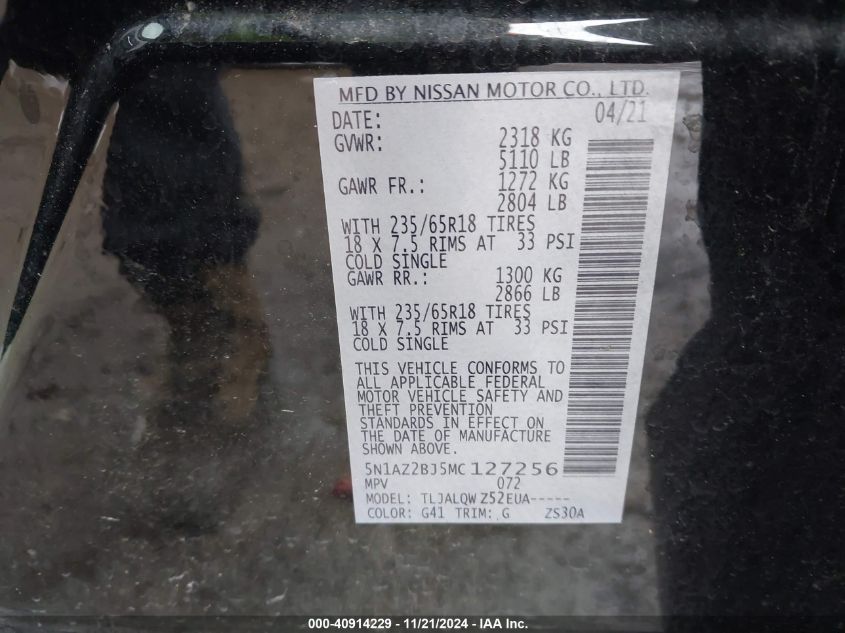 MFD BY NISSAN MOTOR CO., LTD.
DATE: 04/21
GVWR: 2318 KG
5110 LB
GAWR FR.: 1272 KG
2804 LB
WITH 235/65R18 TIRES
18 X 7.5 RIMS AT 33 PSI
COLD SINGLE
GAWR RR.: 1300 KG
2866 LB
WITH 235/65R18 TIRES
18 X 7.5 RIMS AT 33 PSI
COLD SINGLE
THIS VEHICLE CONFORMS TO
ALL APPLICABLE FEDERAL
MOTOR VEHICLE SAFETY AND
THEFT PREVENTION
STANDARDS IN EFFECT ON
THE DATE OF MANUFACTURE
SHOWN ABOVE.
5N1AZ2BJ5MC127256
MPV 072
MODEL: TLJALQW Z52EUA-----
COLOR: G41 TRIM: G ZS30A
000-40914229 - 11/21/2024 - IAA Inc.